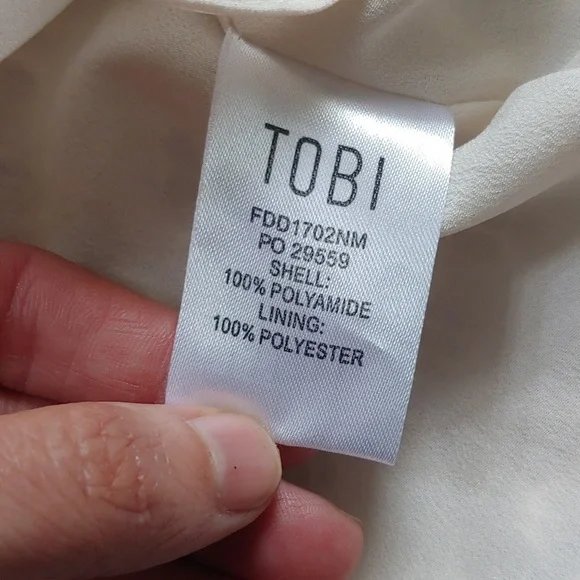 TOBI
FDD1702NM
PO 29559
SHELL:
100% POLYAMIDE
LINING:
100% POLYESTER